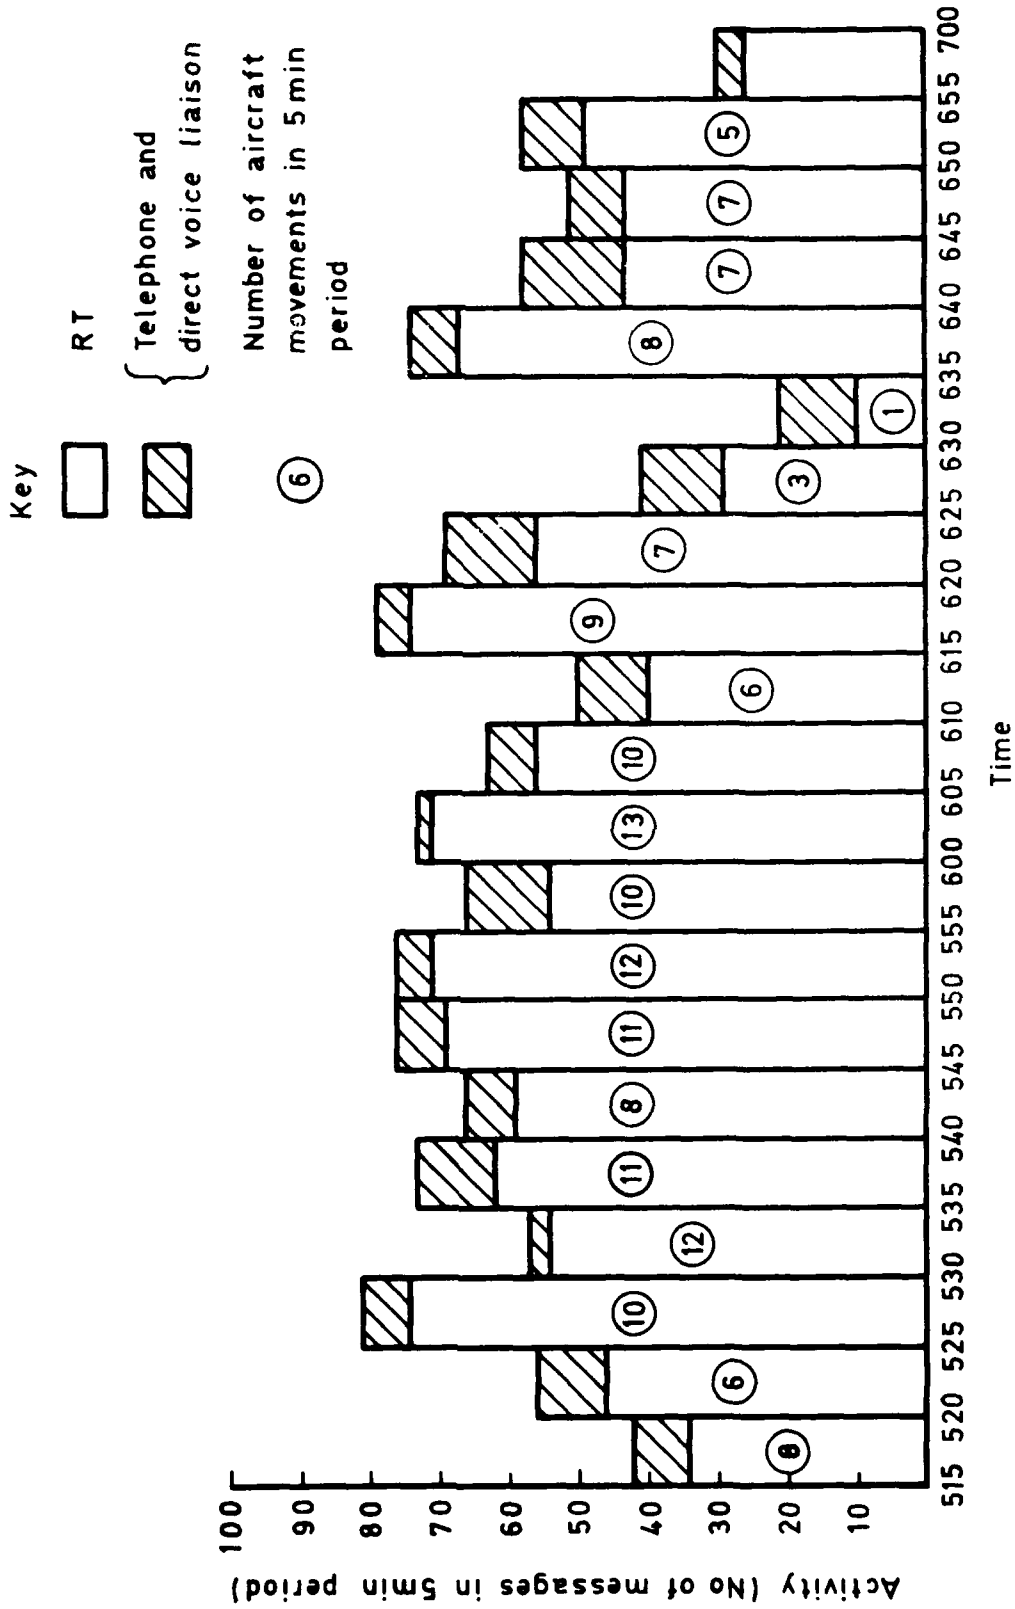 Key
RT
Telephone and
direct voice liaison
6
Number of aircraft
movements in 5 min
period
Activity (No of messages in 5min period)
100
90
80
70
60
50
40
30
20
10
6 10 12 11 8 11 12 10 13 10 6 9 7 3 1 8 7 7 5
515 520 525 530 535 540 545 550 555 600 605 610 615 620 625 630 635 640 645 650 655 700
Time